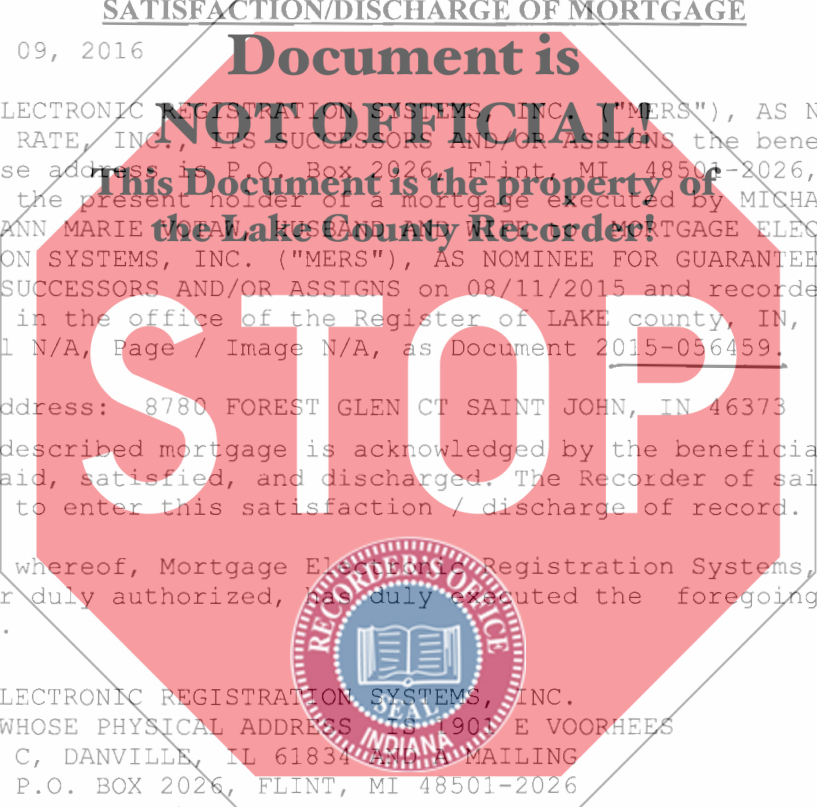 SATISFACTION/DISCHARGE OF MORTGAGE
09, 2016
Document is
NOT OFFICIAL!
This Document is the property of
the Lake County Recorder!
LECTRONIC REGISTRATION SYSTEMS, INC. ("MERS"), AS N
RATE, INC., ITS SUCCESSORS AND/OR ASSIGNS the bene
se address is P.O. Box 2026, Flint, MI 48501-2026,
the present holder of a mortgage executed by MICHA
ANN MARIE VOTAW, HUSBAND AND WIFE to MORTGAGE ELEC
ON SYSTEMS, INC. ("MERS"), AS NOMINEE FOR GUARANTEE
SUCCESSORS AND/OR ASSIGNS on 08/11/2015 and recorde
in the office of the Register of LAKE county, IN,
l N/A, Page / Image N/A, as Document 2015-056459.
STOP
ddress: 8780 FOREST GLEN CT SAINT JOHN, IN 46373
described mortgage is acknowledged by the beneficia
aid, satisfied, and discharged. The Recorder of sai
to enter this satisfaction / discharge of record.
whereof, Mortgage Electronic Registration Systems,
r duly authorized, has duly executed the foregoing
.
RECORDER'S OFFICE
SEAL
INDIANA
LECTRONIC REGISTRATION SYSTEMS, INC.
WHOSE PHYSICAL ADDRESS IS 1901 E VOORHEES
C, DANVILLE, IL 61834 AND A MAILING
P.O. BOX 2026, FLINT, MI 48501-2026